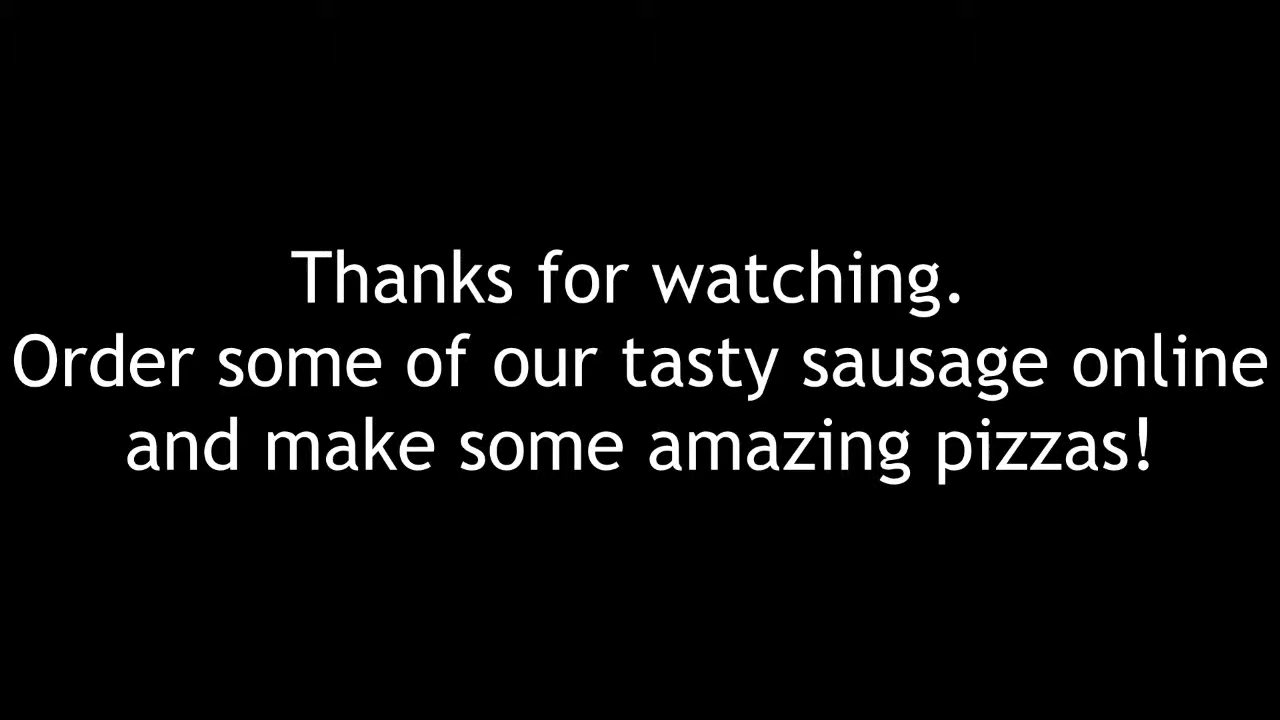 Thanks for watching.
Order some of our tasty sausage online
and make some amazing pizzas!